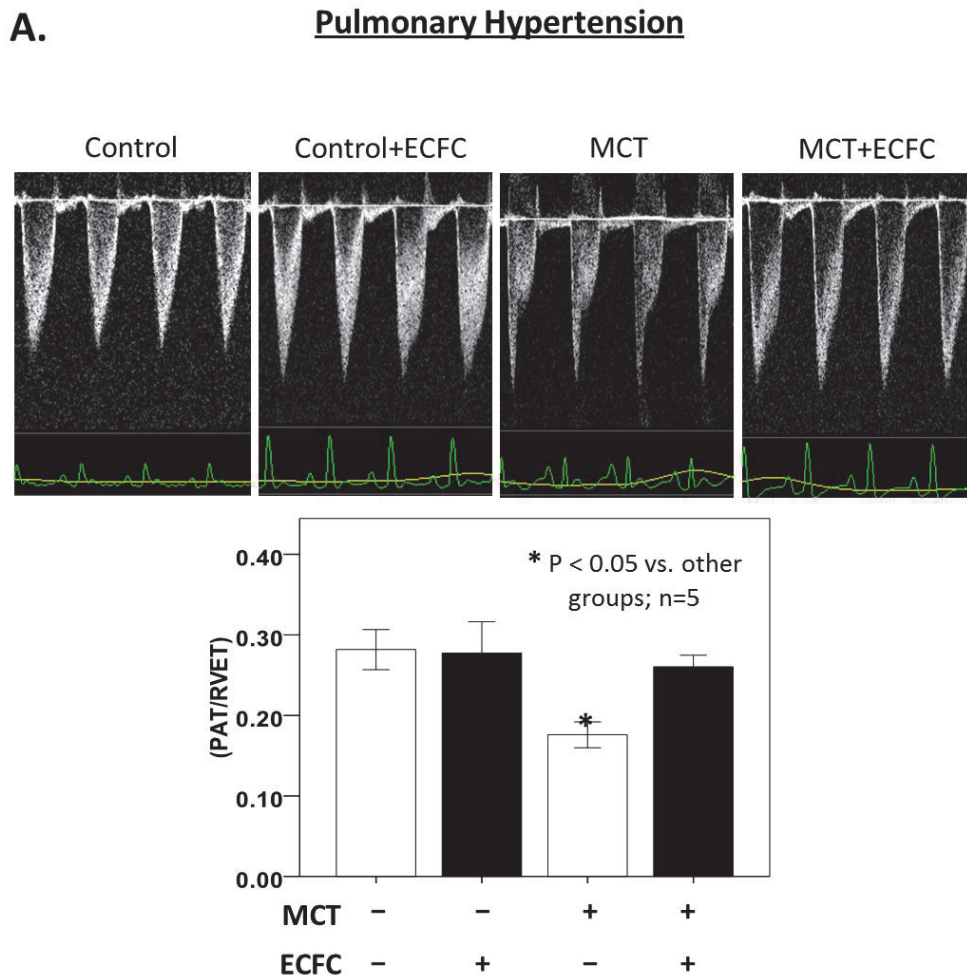 A.
Pulmonary Hypertension
Control Control+ECFC MCT MCT+ECFC
* P < 0.05 vs. other
groups; n=5
(PAT/RVET)
0.40
0.30
0.20
0.10
0.00
*
MCT − − + +
ECFC − + − +